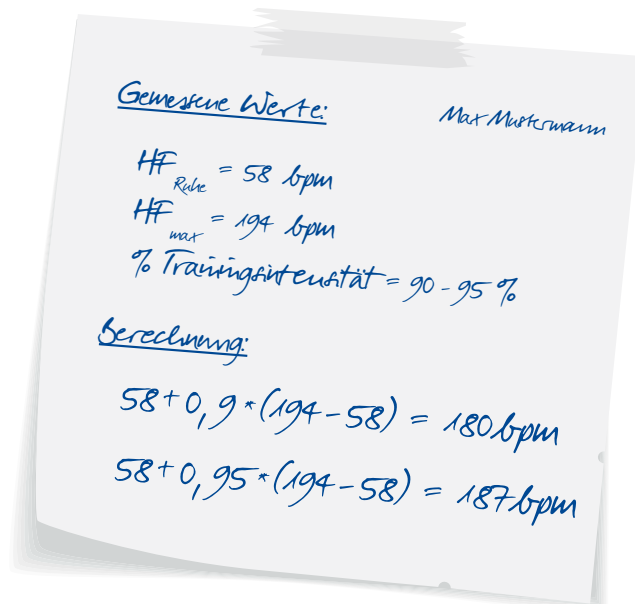 Gemessene Werte:
Max Mustermann
HF Ruhe = 58 bpm
HF max = 194 bpm
% Trainingsintensität = 90 - 95 %
Berechnung:
58 + 0,9 * (194 - 58) = 180 bpm
58 + 0,95 * (194 - 58) = 187 bpm